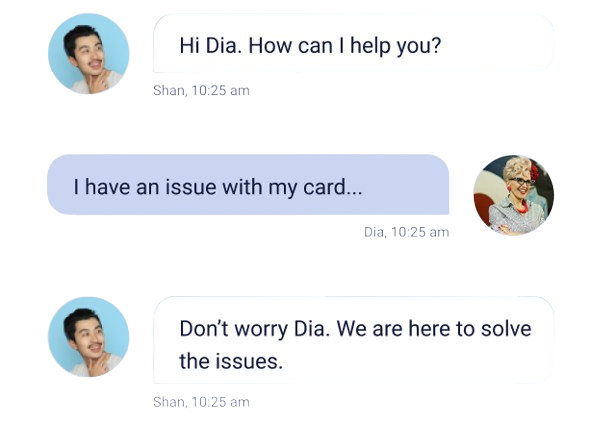 Hi Dia. How can I help you?
Shan, 10:25 am
I have an issue with my card...
Dia, 10:25 am
Don’t worry Dia. We are here to solve
the issues.
Shan, 10:25 am